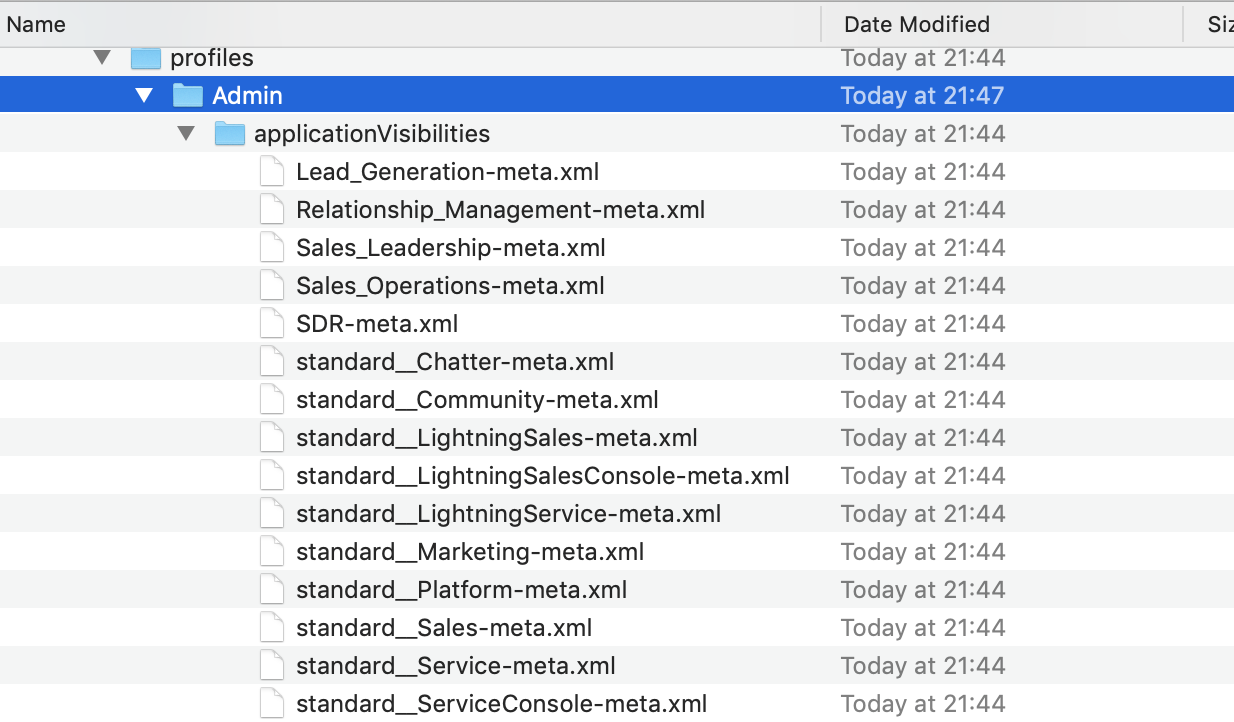 Name Date Modified Siz
profiles Today at 21:44
Admin Today at 21:47
applicationVisibilities Today at 21:44
Lead_Generation-meta.xml Today at 21:44
Relationship_Management-meta.xml Today at 21:44
Sales_Leadership-meta.xml Today at 21:44
Sales_Operations-meta.xml Today at 21:44
SDR-meta.xml Today at 21:44
standard__Chatter-meta.xml Today at 21:44
standard__Community-meta.xml Today at 21:44
standard__LightningSales-meta.xml Today at 21:44
standard__LightningSalesConsole-meta.xml Today at 21:44
standard__LightningService-meta.xml Today at 21:44
standard__Marketing-meta.xml Today at 21:44
standard__Platform-meta.xml Today at 21:44
standard__Sales-meta.xml Today at 21:44
standard__Service-meta.xml Today at 21:44
standard__ServiceConsole-meta.xml Today at 21:44